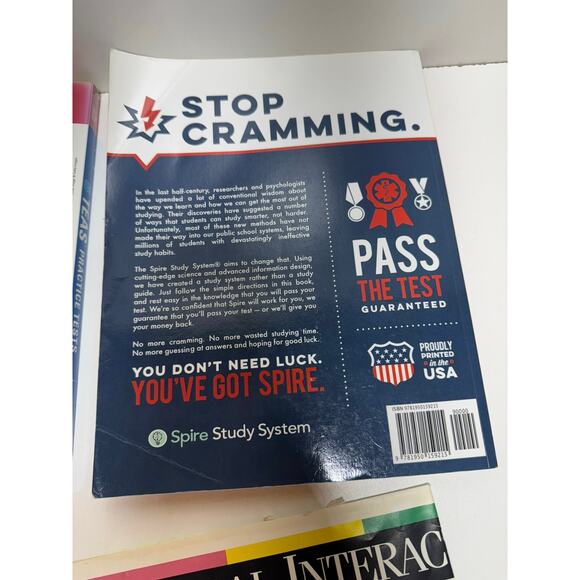 STOP
CRAMMING.
In the last half-century, researchers and psychologists
have upended a lot of conventional wisdom about
the way we learn and how we can get the most out of
studying. Their discoveries have suggested a number
of ways that students can study smarter, not harder.
Unfortunately, most of these new methods have not
made their way into our public school systems, leaving
millions of students with devastatingly ineffective
study habits.
The Spire Study System® aims to change that. Using
cutting-edge science and advanced information design,
we have created a study system rather than a study
guide. Just follow the simple directions in this book,
and rest easy in the knowledge that you will pass your
test. We're so confident that Spire will work for you, we
guarantee that you'll pass your test — or we'll give you
your money back.
No more cramming. No more wasted studying time.
No more guessing at answers and hoping for good luck.
YOU DON'T NEED LUCK.
YOU'VE GOT SPIRE.
Spire Study System
PASS
THE TEST
GUARANTEED
PROUDLY
PRINTED
in the
USA
ISBN 9781950159215
90000
9 781950 159215
TEAS PRACTICE TESTS
AL INTERAC